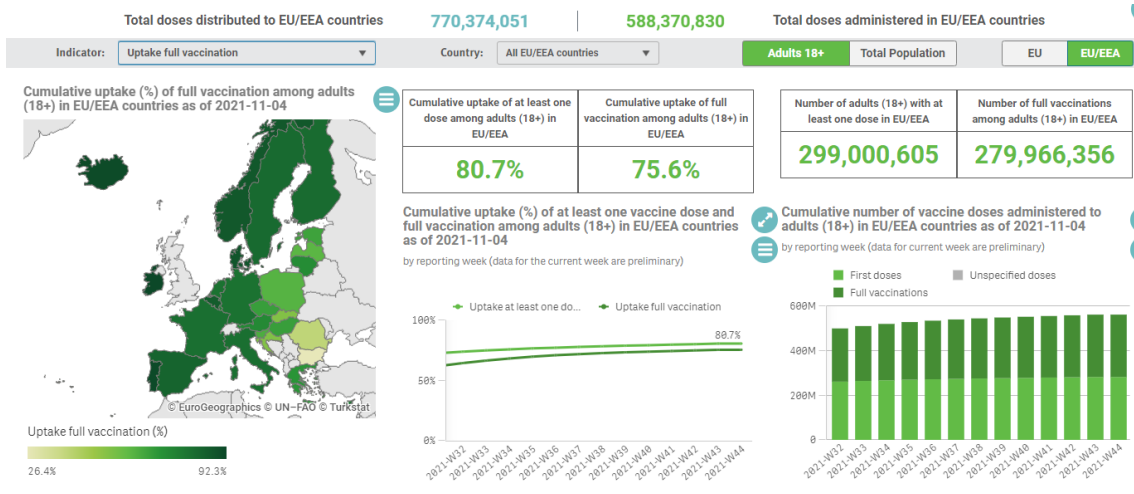 Total doses distributed to EU/EEA countries
770,374,051
588,370,830
Total doses administered in EU/EEA countries
Indicator:
Uptake full vaccination
Country:
All EU/EEA countries
Adults 18+
Total Population
EU
EU/EEA
Cumulative uptake (%) of full vaccination among adults
(18+) in EU/EEA countries as of 2021-11-04
© EuroGeographics © UN–FAO © Turkstat
Uptake full vaccination (%)
26.4%
92.3%
Cumulative uptake of at least one
dose among adults (18+) in
EU/EEA
80.7%
Cumulative uptake of full
vaccination among adults (18+) in
EU/EEA
75.6%
Number of adults (18+) with at
least one dose in EU/EEA
299,000,605
Number of full vaccinations
among adults (18+) in EU/EEA
279,966,356
Cumulative uptake (%) of at least one vaccine dose and
full vaccination among adults (18+) in EU/EEA countries
as of 2021-11-04
by reporting week (data for the current week are preliminary)
Uptake at least one do...
Uptake full vaccination
100%
80.7%
50%
0%
2021-W32
2021-W33
2021-W34
2021-W35
2021-W36
2021-W37
2021-W38
2021-W39
2021-W40
2021-W41
2021-W42
2021-W43
2021-W44
Cumulative number of vaccine doses administered to
adults (18+) in EU/EEA countries as of 2021-11-04
by reporting week (data for current week are preliminary)
First doses
Unspecified doses
Full vaccinations
600M
400M
200M
0
2021-W32
2021-W33
2021-W34
2021-W35
2021-W36
2021-W37
2021-W38
2021-W39
2021-W40
2021-W41
2021-W42
2021-W43
2021-W44